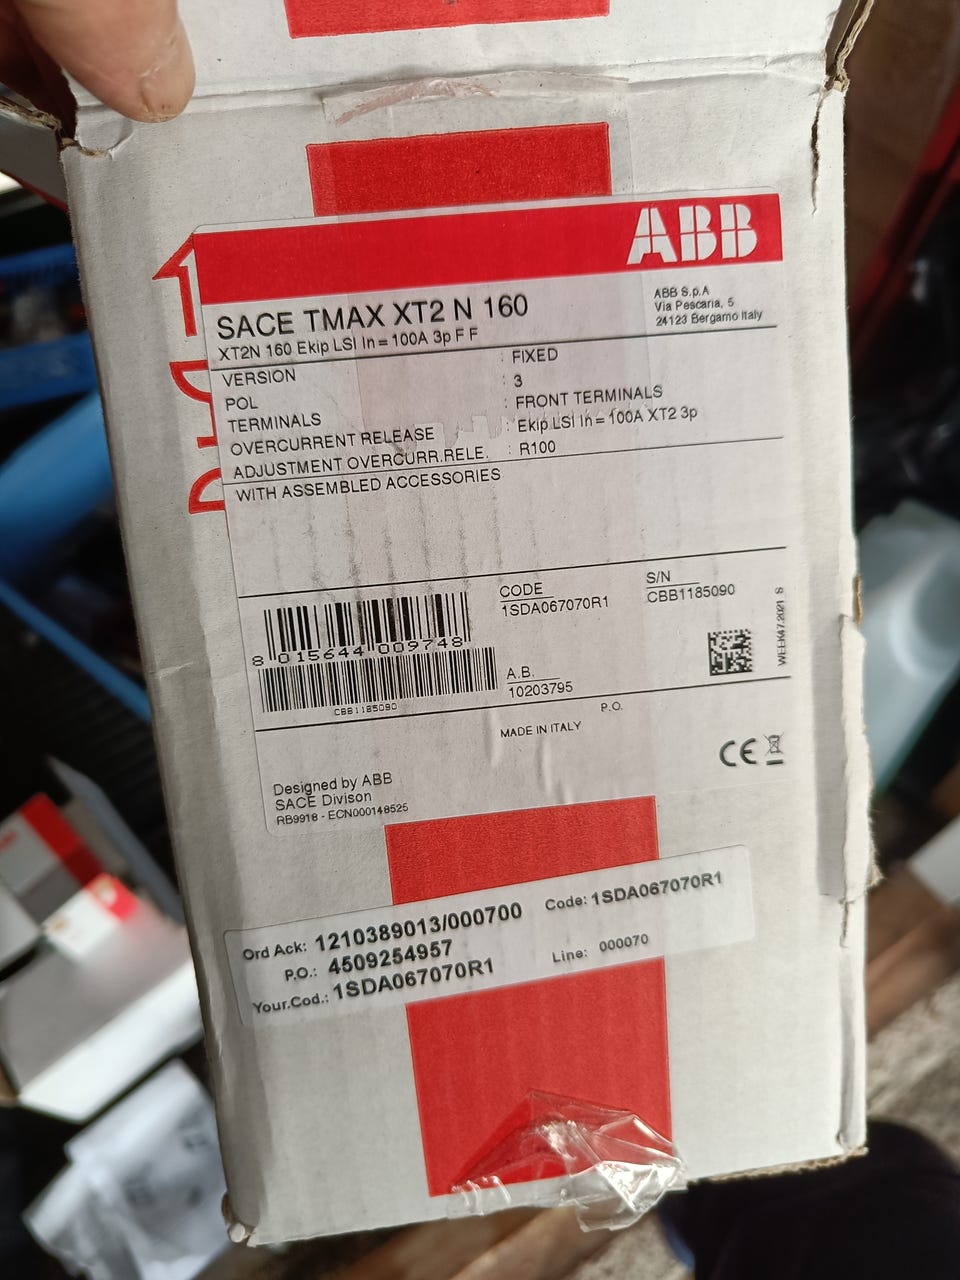 ABB
SACE TMAX XT2 N 160
XT2N 160 Ekip LSI In=100A 3p F F
ABB S.p.A
Via Pescaria, 5
24123 Bergamo Italy
VERSION : FIXED
POL : 3
TERMINALS : FRONT TERMINALS
OVERCURRENT RELEASE : Ekip LSI In=100A XT2 3p
ADJUSTMENT OVERCURR.RELE. : R100
WITH ASSEMBLED ACCESSORIES
CODE
1SDA067070R1
S/N
CBB1185090
8 015644 009748
CBB1185090
A.B.
10203795
WEEK47.2021 S
P.O.
MADE IN ITALY
CE
Designed by ABB
SACE Divison
RB9918 - ECN000148525
Ord Ack: 1210389013/000700 Code: 1SDA067070R1
P.O.: 4509254957 Line: 000070
Your.Cod.: 1SDA067070R1